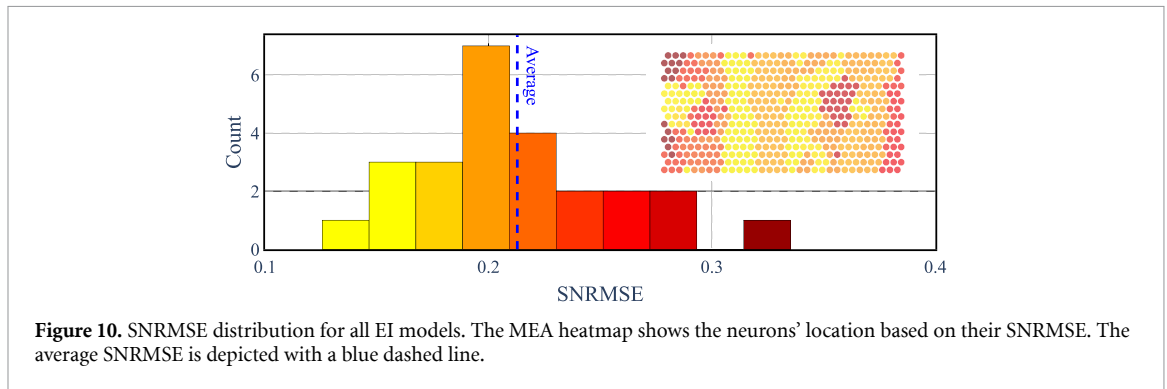 6
4
2
0
Count
Average
0.1 0.2 0.3 0.4
SNRMSE
Figure 10. SNRMSE distribution for all EI models. The MEA heatmap shows the neurons’ location based on their SNRMSE. The
average SNRMSE is depicted with a blue dashed line.